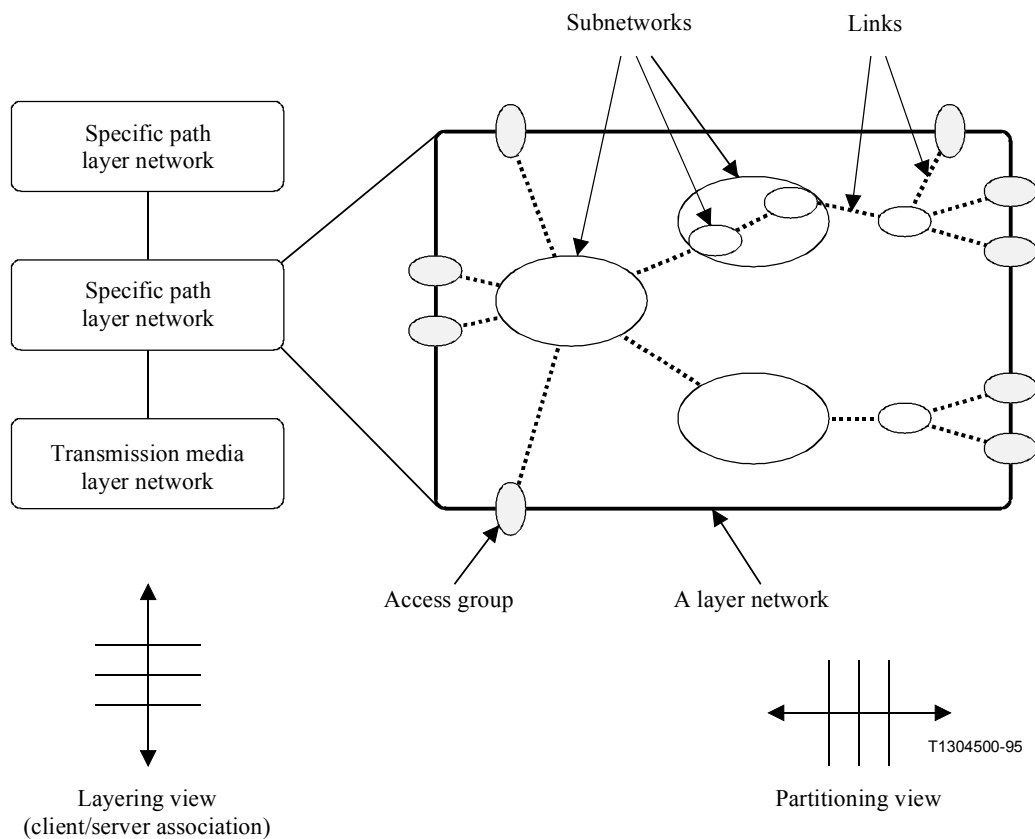 Subnetworks
Links
Specific path
layer network
Specific path
layer network
Transmission media
layer network
Access group
A layer network
T1304500-95
Layering view
(client/server association)
Partitioning view